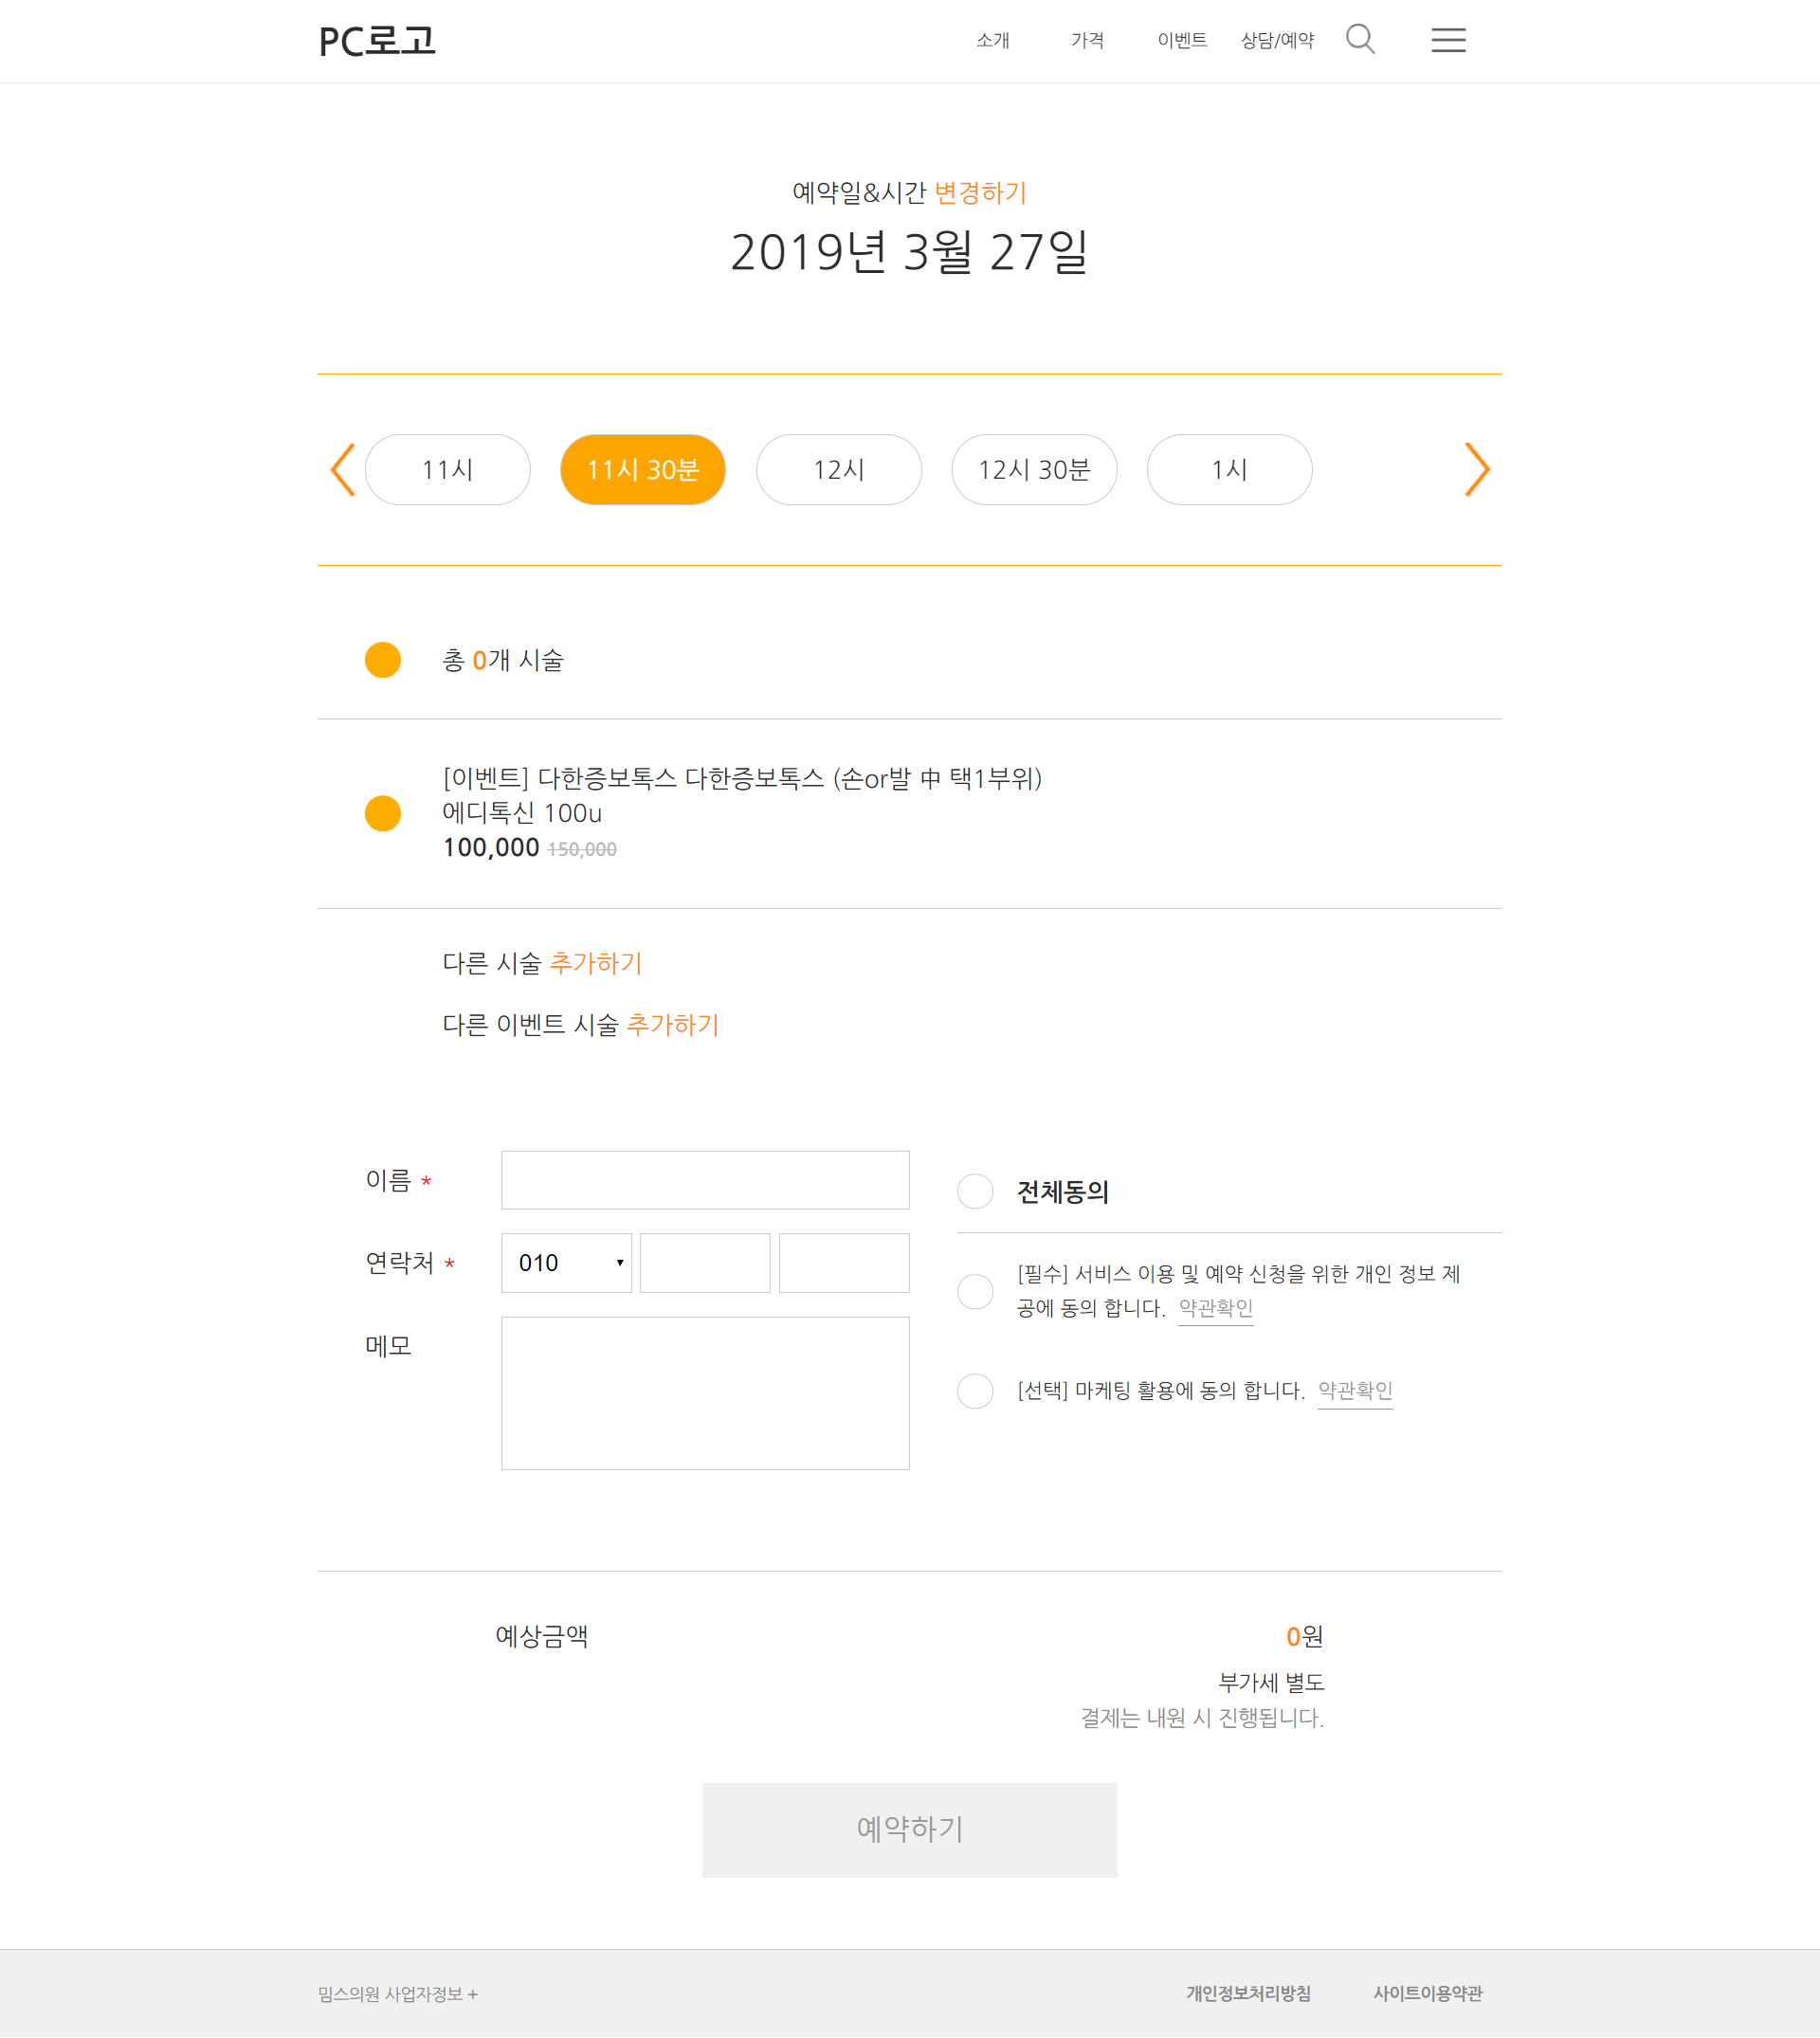 PC로고
소개 가격 이벤트 상담/예약
예약일&시간 변경하기
2019년 3월 27일
11시 11시 30분 12시 12시 30분 1시
총 0개 시술
[이벤트] 다한증보톡스 다한증보톡스 (손or발 中 택1부위)
에디톡신 100u
100,000 150,000
다른 시술 추가하기
다른 이벤트 시술 추가하기
이름 *
연락처 * 010
메모
전체동의
[필수] 서비스 이용 및 예약 신청을 위한 개인 정보 제
공에 동의 합니다. 약관확인
[선택] 마케팅 활용에 동의 합니다. 약관확인
예상금액 0원
부가세 별도
결제는 내원 시 진행됩니다.
예약하기
밈스의원 사업자정보 + 개인정보처리방침 사이트이용약관